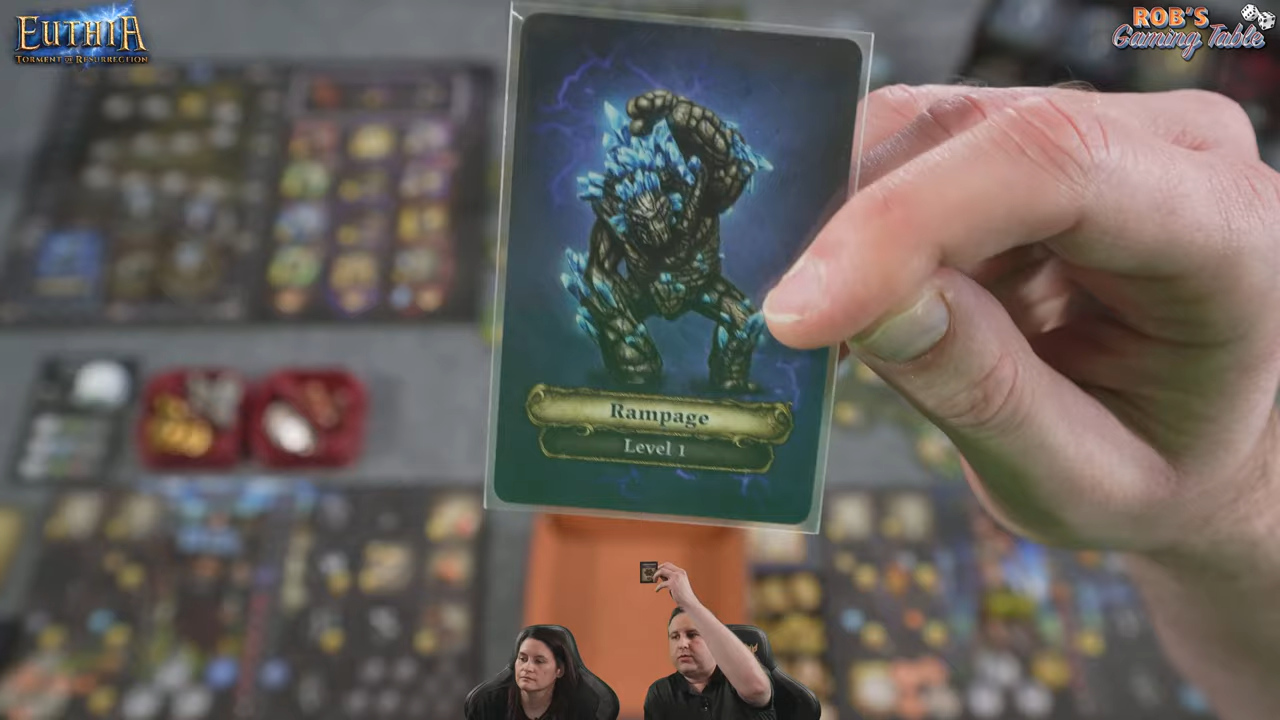 EUTHIA
TORMENT OF RESURRECTION
ROB'S
Gaming Table
Rampage
Level 1